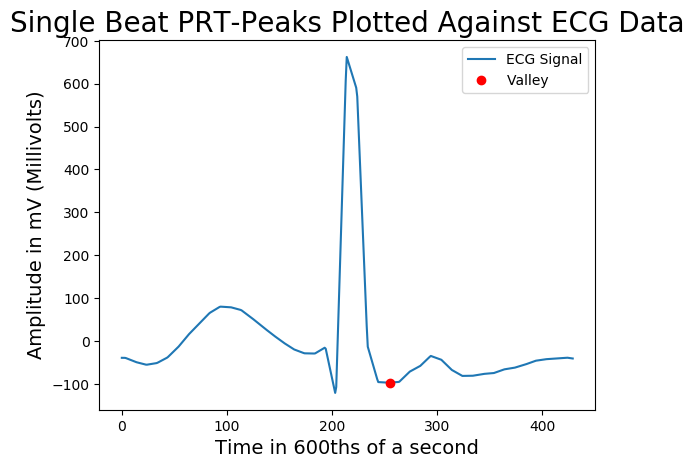 Single Beat PRT-Peaks Plotted Against ECG Data
700
600
500
400
300
200
100
0
−100
Amplitude in mV (Millivolts)
ECG Signal
Valley
0 100 200 300 400
Time in 600ths of a second